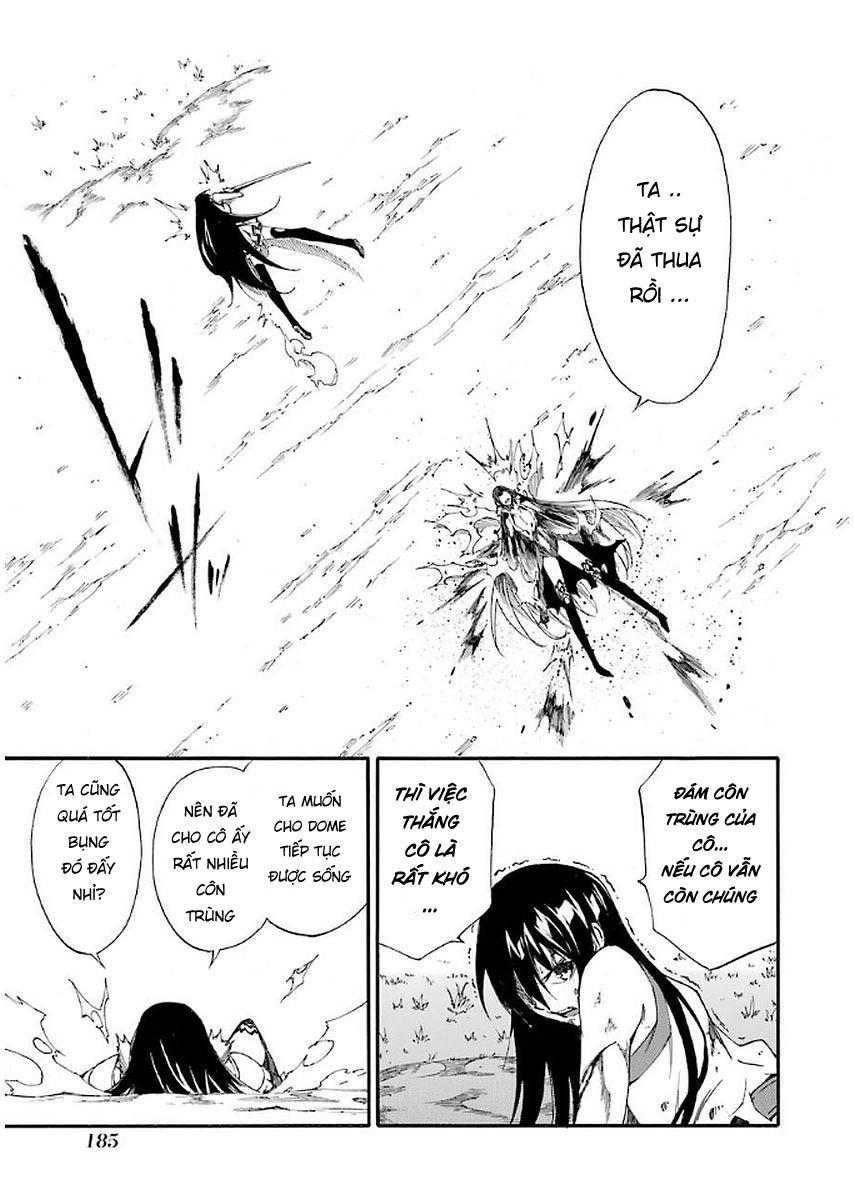 TA ..
THẬT SỰ
ĐÃ THUA
RỒI ...
ĐÁM CÔN
TRÙNG CỦA
CÔ...
NẾU CÔ VẪN
CÒN CHÚNG
THÌ VIỆC
THẮNG
CÔ LÀ
RẤT KHÓ
...
TA MUỐN
CHO DOME
TIẾP TỤC
ĐƯỢC SỐNG
NÊN ĐÃ
CHO CÔ ẤY
RẤT NHIỀU
CÔN
TRÙNG
TA CŨNG
QUÁ TỐT
BỤNG
ĐÓ ĐẤY
NHỈ?
185